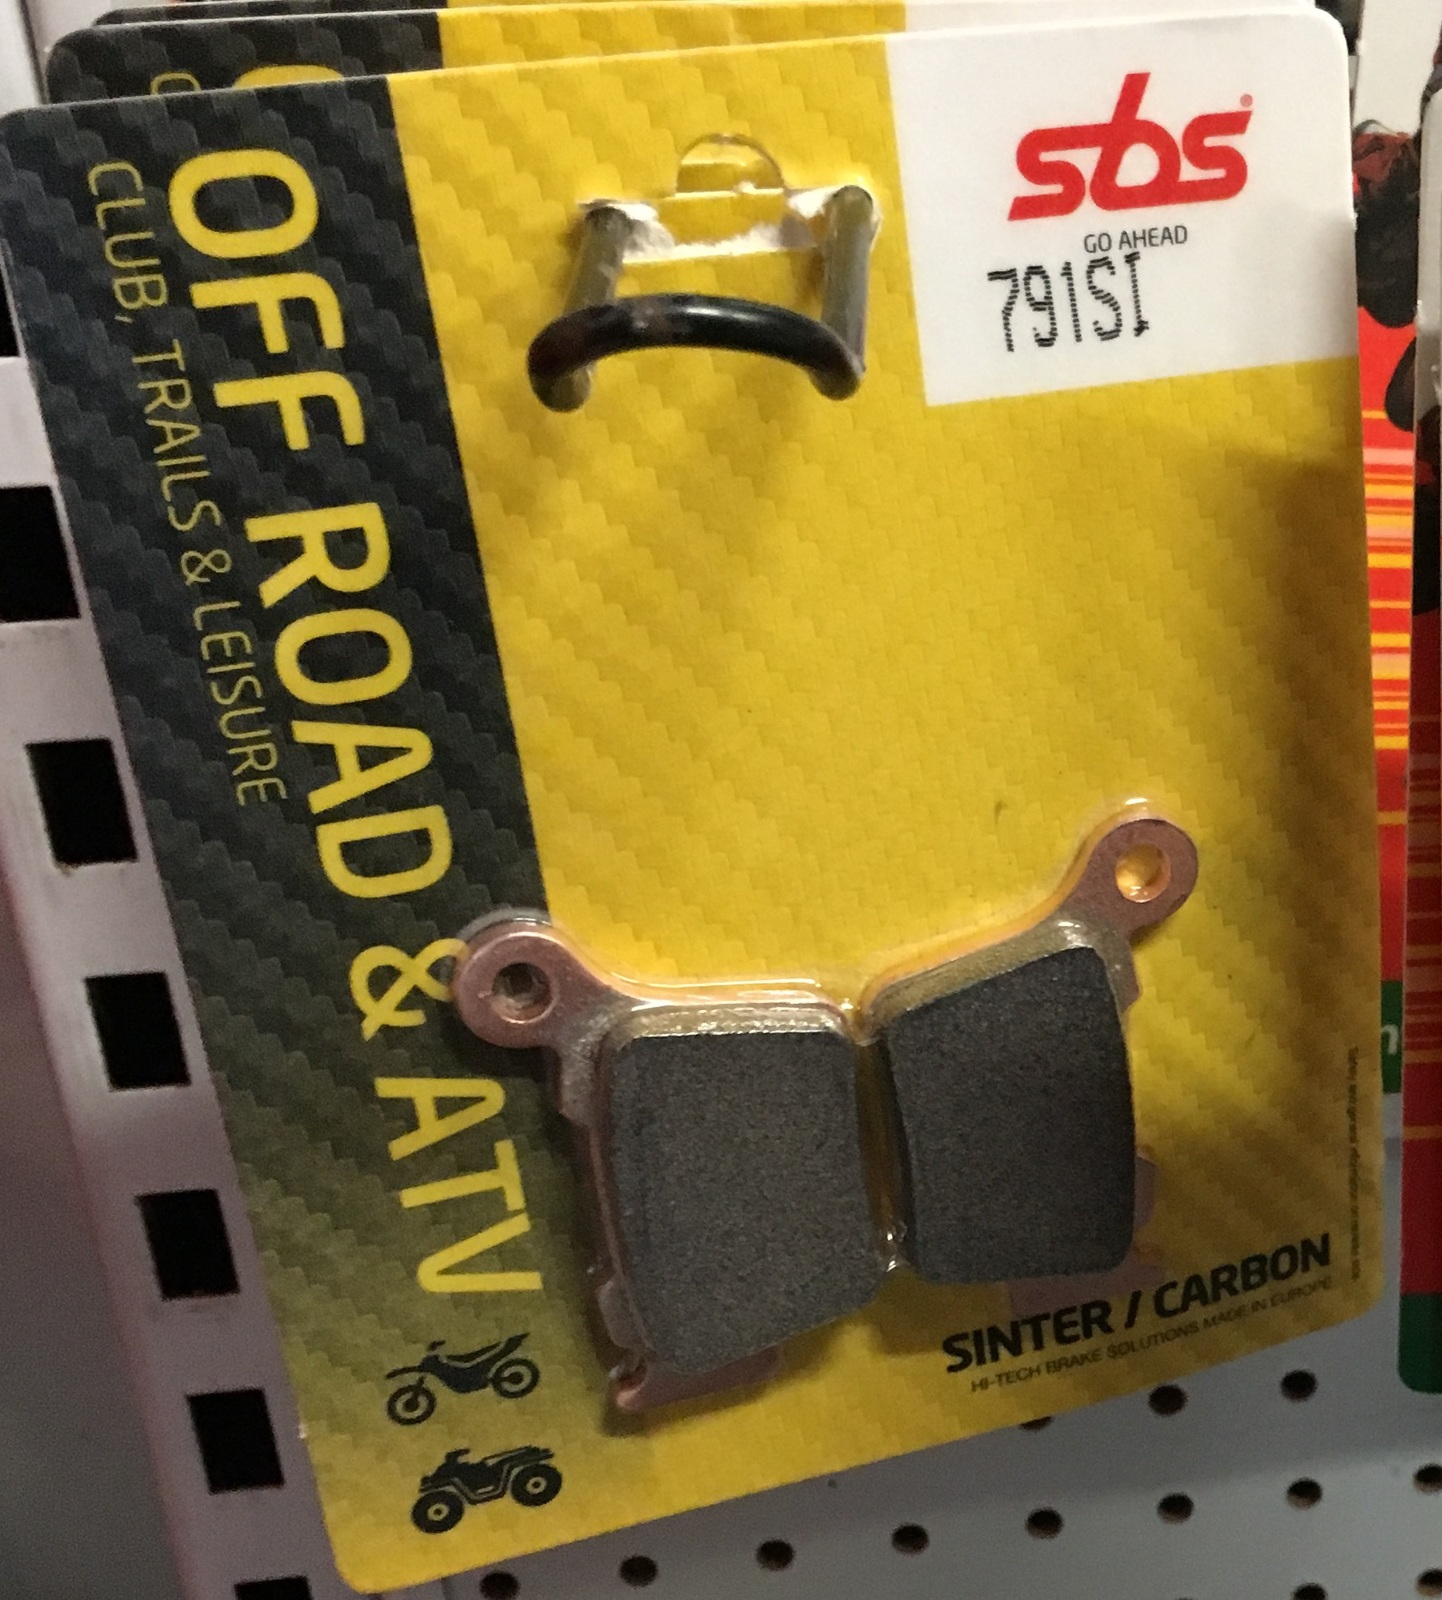 sbs®
GO AHEAD
791SI
OFF ROAD & ATV
CLUB, TRAILS & LEISURE
SINTER / CARBON
HI-TECH BRAKE SOLUTIONS MADE IN EUROPE